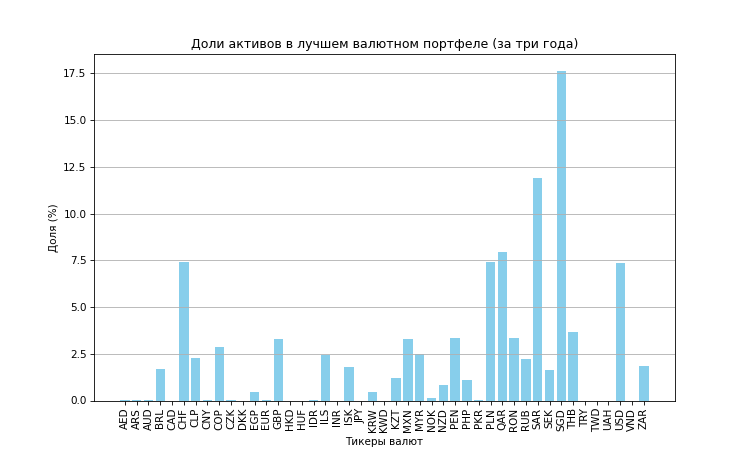 Доли активов в лучшем валютном портфеле (за три года)
17.5
15.0
12.5
10.0
7.5
5.0
2.5
0.0
Доля (%)
AED ARS AUD BRL CAD CHF CLP CNY COP CZK DKK EGP EUR GBP HKD HUF IDR ILS INR ISK JPY KRW KWD KZT MXN MYR NOK NZD PEN PHP PKR PLN QAR RON RUB SAR SEK SGD THB TRY TWD UAH USD VND ZAR
Тикеры валют